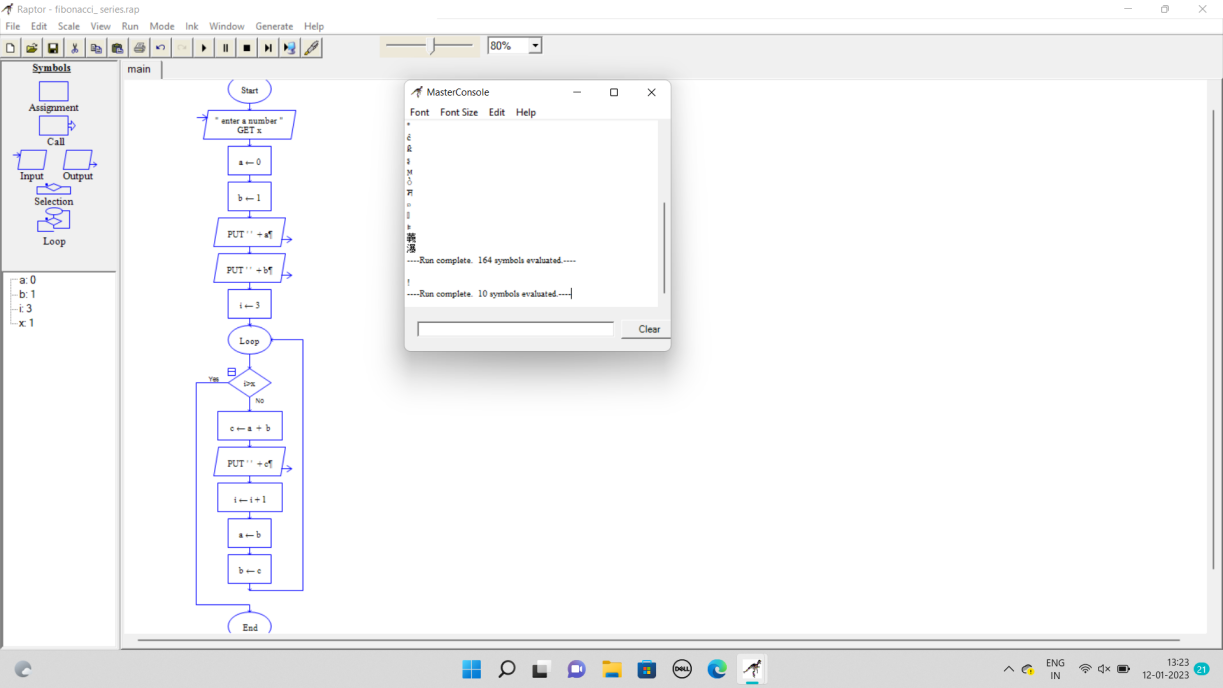 Raptor - fibonacci_ series.rap
File Edit Scale View Run Mode Ink Window Generate Help
80%
Symbols
Assignment
Call
Input Output
Selection
Loop
a: 0
b: 1
i: 3
x: 1
main
Start
" enter a number "
GET x
a ← 0
b ← 1
PUT ' ' + a¶
PUT ' ' + b¶
i ← 3
Loop
Yes
i>x
No
c ← a + b
PUT ' ' + c¶
i ← i + 1
a ← b
b ← c
End
MasterConsole
Font Font Size Edit Help
----Run complete. 164 symbols evaluated.----
!
----Run complete. 10 symbols evaluated.----
Clear
DELL
ENG
IN
13:23
12-01-2023
21